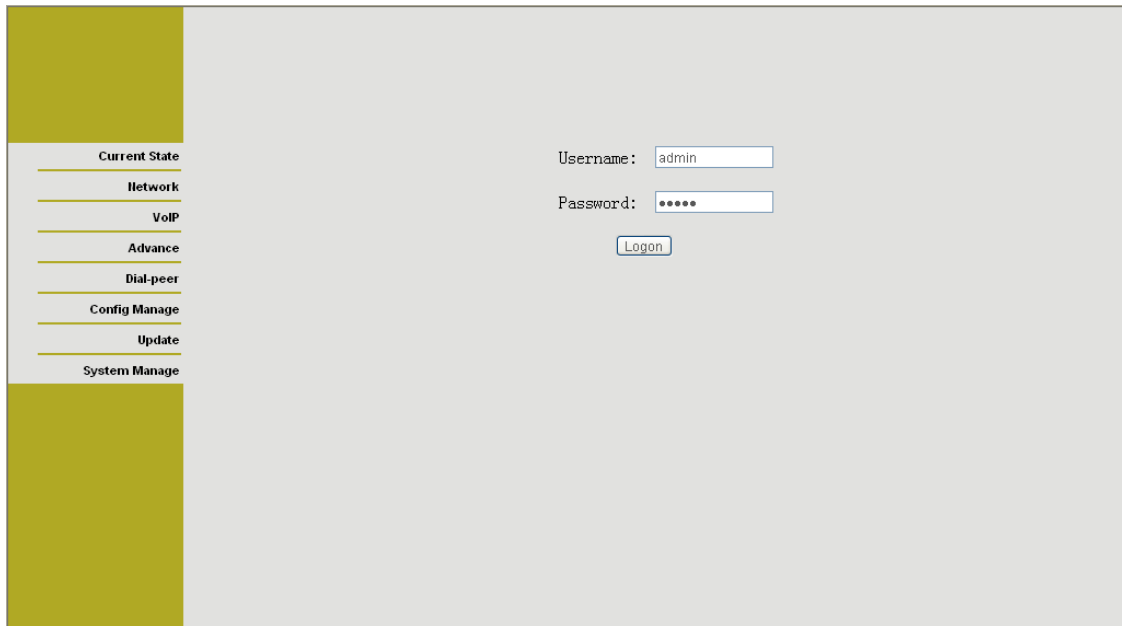 Current State
Network
VoIP
Advance
Dial-peer
Config Manage
Update
System Manage
Username: admin
Password: •••••
Logon